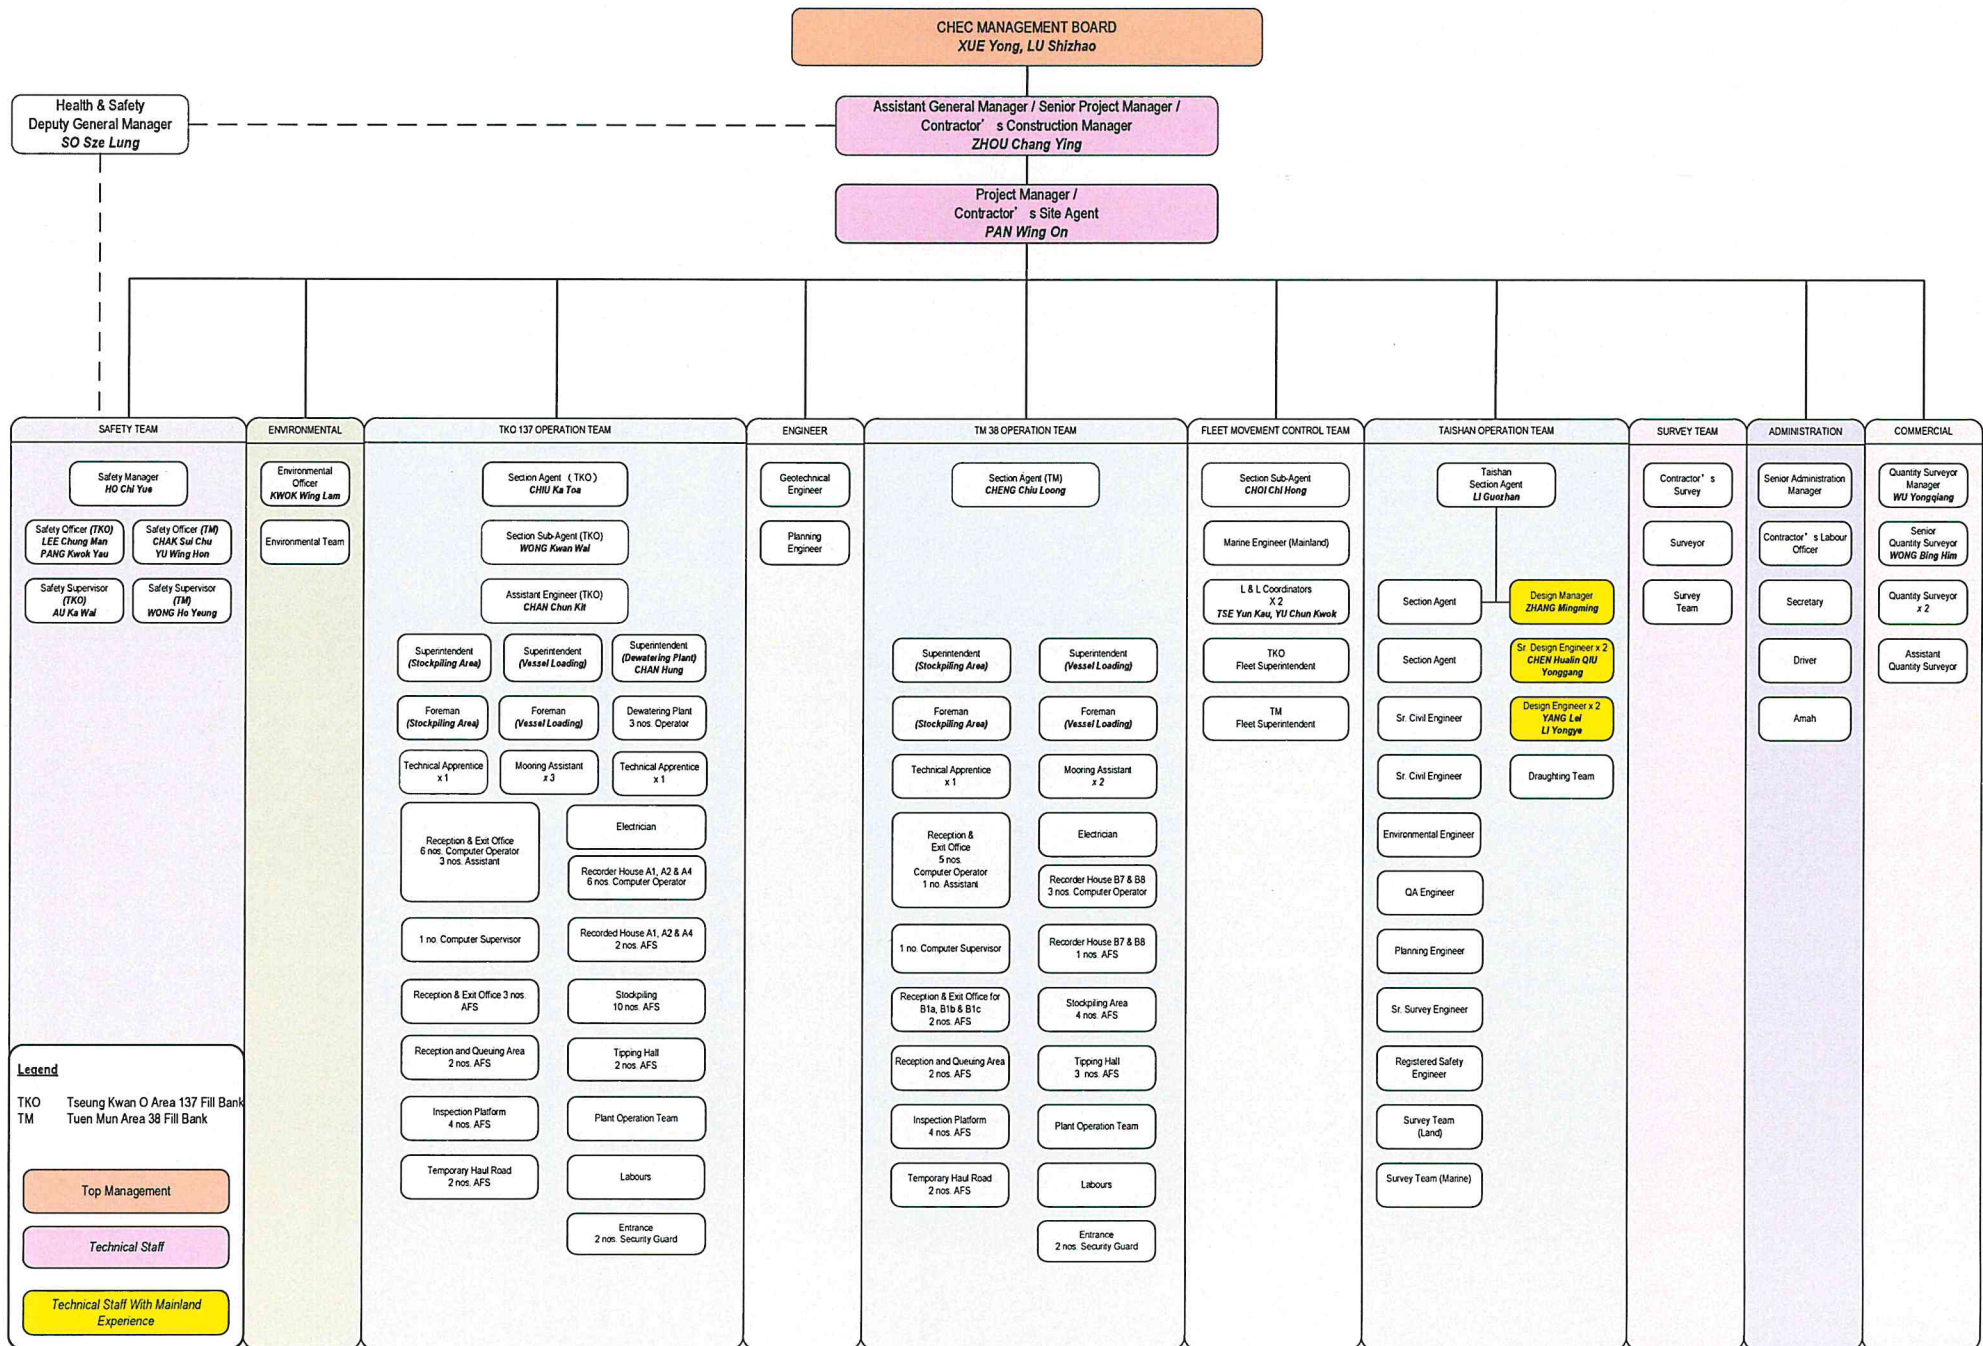 CHEC MANAGEMENT BOARD
XUE Yong, LU Shizhao
Health & Safety
Deputy General Manager
SO Sze Lung
Assistant General Manager / Senior Project Manager /
Contractor' s Construction Manager
ZHOU Chang Ying
Project Manager /
Contractor' s Site Agent
PAN Wing On
SAFETY TEAM
Safety Manager
HO Chi Yue
Safety Officer (TKO)
LEE Chung Man
PANG Kwok Yau
Safety Officer (TM)
CHAK Sui Chu
YU Wing Hon
Safety Supervisor
(TKO)
AU Ka Wai
Safety Supervisor
(TM)
WONG Ho Yeung
ENVIRONMENTAL
Environmental
Officer
KWOK Wing Lam
Environmental Team
TKO 137 OPERATION TEAM
Section Agent (TKO)
CHIU Ka Toa
Section Sub-Agent (TKO)
WONG Kwan Wai
Assistant Engineer (TKO)
CHAN Chun Kit
Superintendent
(Stockpiling Area)
Superintendent
(Vessel Loading)
Superintendent
(Dewatering Plant)
CHAN Hung
Foreman
(Stockpiling Area)
Foreman
(Vessel Loading)
Dewatering Plant
3 nos. Operator
Technical Apprentice
x 1
Mooring Assistant
x 3
Technical Apprentice
x 1
Reception & Exit Office
6 nos. Computer Operator
3 nos. Assistant
Electrician
Recorder House A1, A2 & A4
6 nos. Computer Operator
1 no. Computer Supervisor
Recorded House A1, A2 & A4
2 nos. AFS
Reception & Exit Office 3 nos.
AFS
Stockpiling
10 nos. AFS
Reception and Queuing Area
2 nos. AFS
Tipping Hall
2 nos. AFS
Inspection Platform
4 nos. AFS
Plant Operation Team
Temporary Haul Road
2 nos. AFS
Labours
Entrance
2 nos. Security Guard
ENGINEER
Geotechnical
Engineer
Planning
Engineer
TM 38 OPERATION TEAM
Section Agent (TM)
CHENG Chiu Loong
Superintendent
(Stockpiling Area)
Superintendent
(Vessel Loading)
Foreman
(Stockpiling Area)
Foreman
(Vessel Loading)
Technical Apprentice
x 1
Mooring Assistant
x 2
Reception &
Exit Office
5 nos.
Computer Operator
1 no. Assistant
Electrician
Recorder House B7 & B8
3 nos. Computer Operator
1 no. Computer Supervisor
Recorder House B7 & B8
1 nos. AFS
Reception & Exit Office for
B1a, B1b & B1c
2 nos. AFS
Stockpiling Area
4 nos. AFS
Reception and Queuing Area
2 nos. AFS
Tipping Hall
3 nos. AFS
Inspection Platform
4 nos. AFS
Plant Operation Team
Temporary Haul Road
2 nos. AFS
Labours
Entrance
2 nos. Security Guard
FLEET MOVEMENT CONTROL TEAM
Section Sub-Agent
CHOI Chi Hong
Marine Engineer (Mainland)
L & L Coordinators
X 2
TSE Yun Kau, YU Chun Kwok
TKO
Fleet Superintendent
TM
Fleet Superintendent
TAISHAN OPERATION TEAM
Taishan
Section Agent
LI Guozhan
Section Agent
Design Manager
ZHANG Mingming
Section Agent
Sr. Design Engineer x 2
CHEN Hualin QIU
Yonggang
Sr. Civil Engineer
Design Engineer x 2
YANG Lei
LI Yongye
Sr. Civil Engineer
Draughting Team
Environmental Engineer
QA Engineer
Planning Engineer
Sr. Survey Engineer
Registered Safety
Engineer
Survey Team
(Land)
Survey Team (Marine)
SURVEY TEAM
Contractor' s
Survey
Surveyor
Survey
Team
ADMINISTRATION
Senior Administration
Manager
Contractor' s Labour
Officer
Secretary
Driver
Amah
COMMERCIAL
Quantity Surveyor
Manager
WU Yongqiang
Senior
Quantity Surveyor
WONG Bing Him
Quantity Surveyor
x 2
Assistant
Quantity Surveyor
Legend
TKO Tseung Kwan O Area 137 Fill Bank
TM Tuen Mun Area 38 Fill Bank
Top Management
Technical Staff
Technical Staff With Mainland
Experience